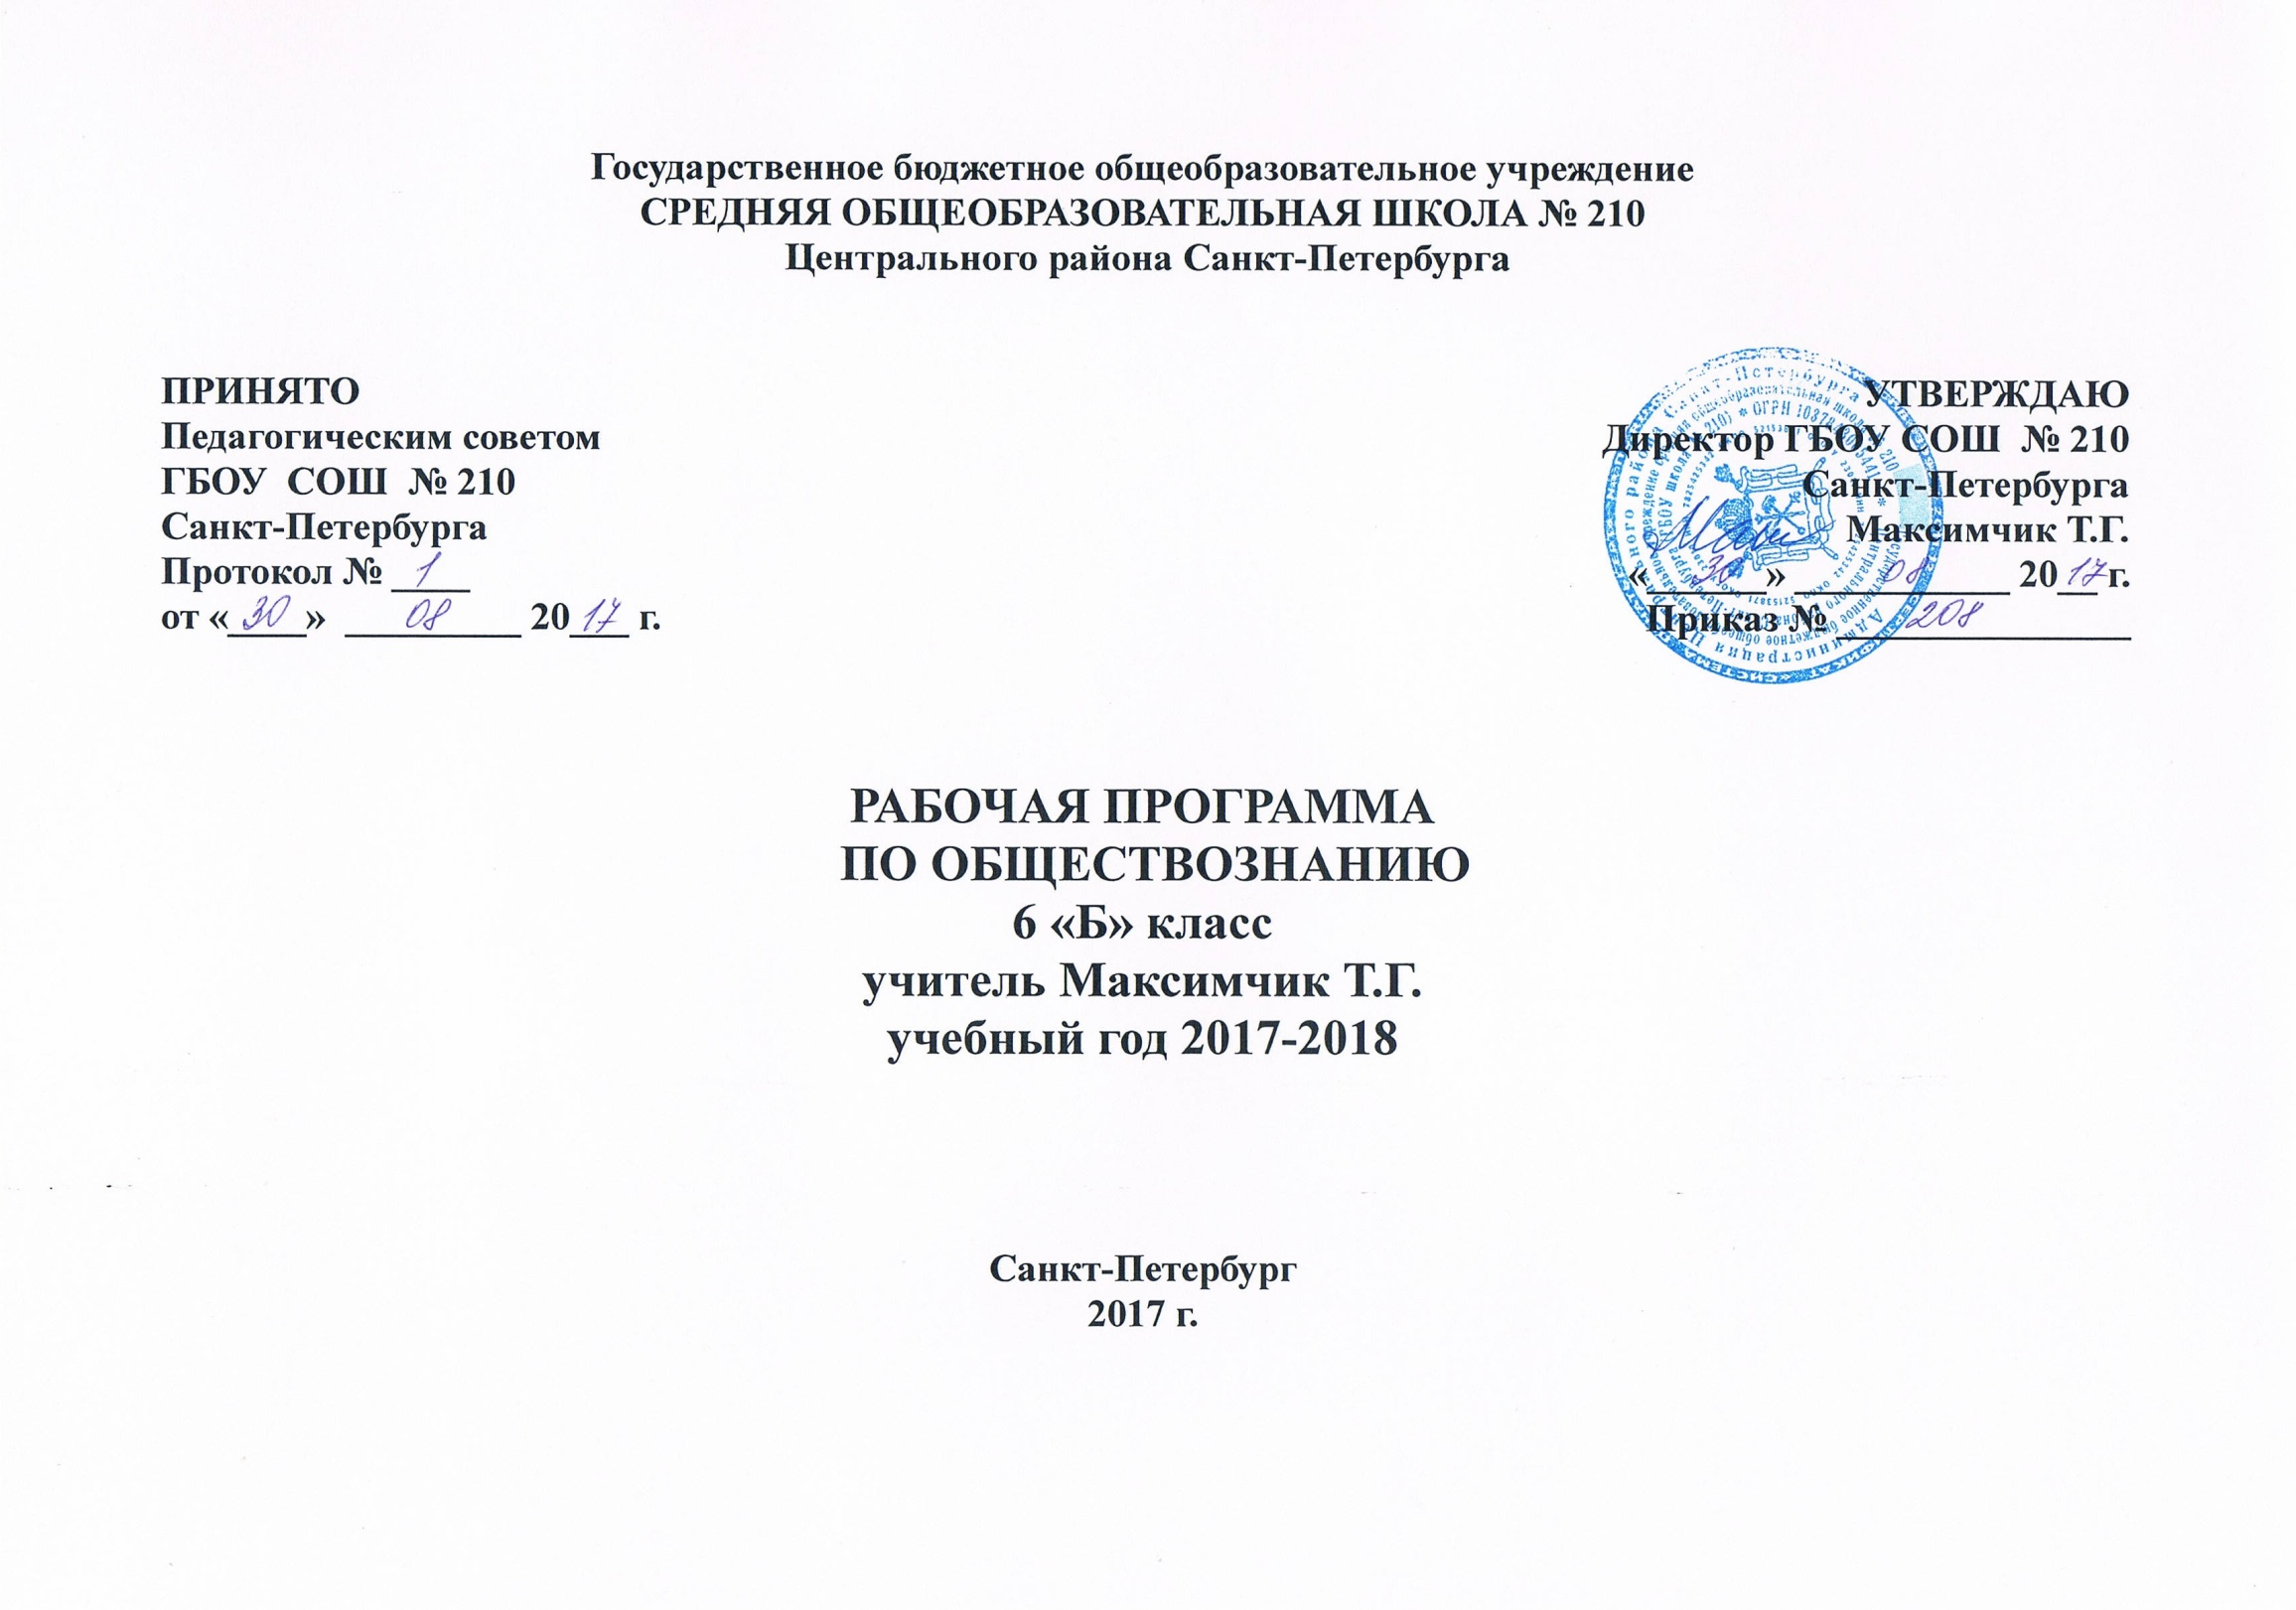 Государственное бюджетное общеобразовательное учреждение
СРЕДНЯЯ ОБЩЕОБРАЗОВАТЕЛЬНАЯ ШКОЛА № 210
Центрального района Санкт-Петербурга
ПРИНЯТО
Педагогическим советом
ГБОУ СОШ № 210
Санкт-Петербурга
Протокол № 1
от «30» 08 2017 г.
УТВЕРЖДАЮ
Директор ГБОУ СОШ № 210
Санкт-Петербурга
Максимчик Т.Г.
«30» 08 2017г.
Приказ № 208
РАБОЧАЯ ПРОГРАММА
ПО ОБЩЕСТВОЗНАНИЮ
6 «Б» класс
учитель Максимчик Т.Г.
учебный год 2017-2018
Санкт-Петербург
2017 г.